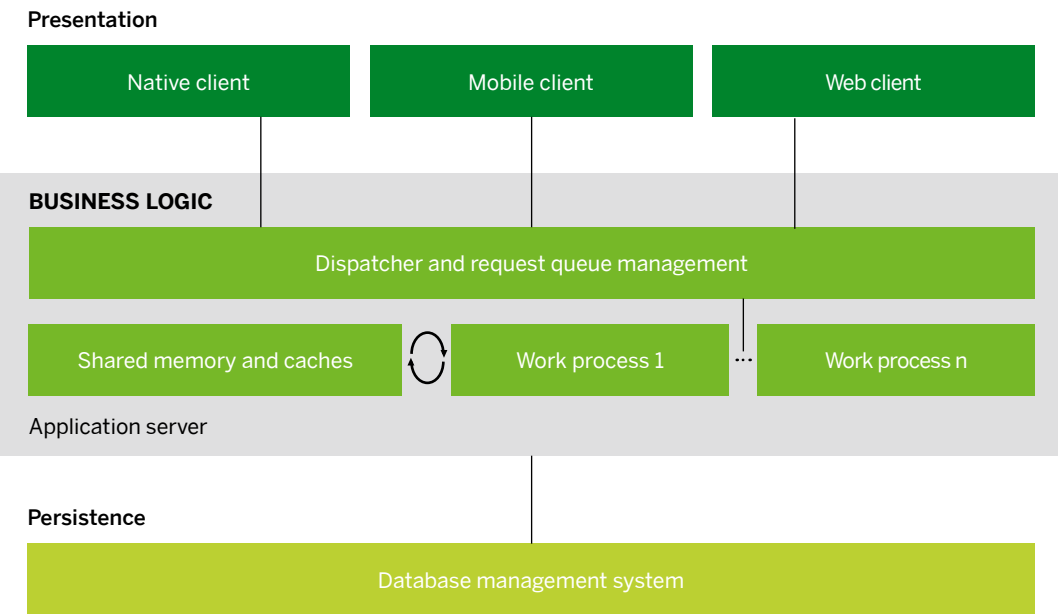 Presentation
Native client
Mobile client
Web client
BUSINESS LOGIC
Dispatcher and request queue management
Shared memory and caches
Work process 1
...
Work process n
Application server
Persistence
Database management system